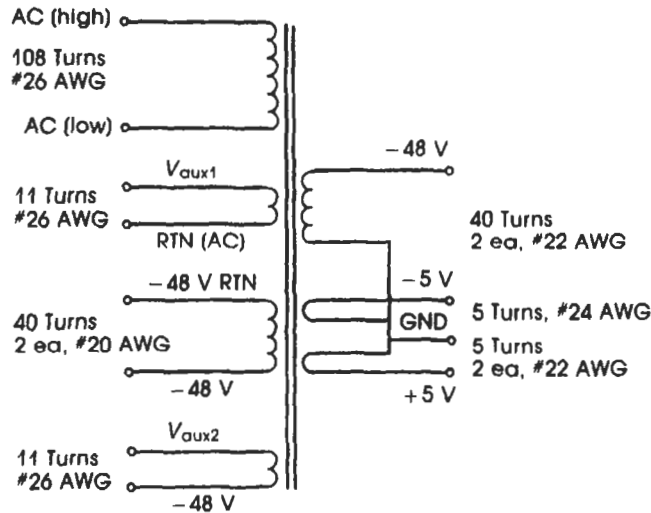 AC (high)
108 Turns
#26 AWG
AC (low)
Vaux1
11 Turns
#26 AWG
RTN (AC)
−48 V RTN
40 Turns
2 ea, #20 AWG
−48 V
Vaux2
11 Turns
#26 AWG
−48 V
−48 V
40 Turns
2 ea, #22 AWG
−5 V
5 Turns, #24 AWG
GND
5 Turns
2 ea, #22 AWG
+5 V